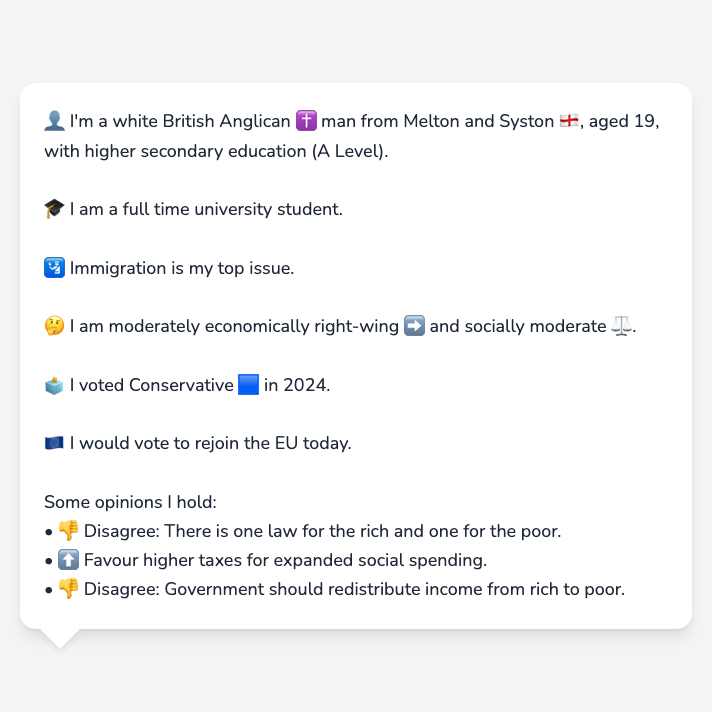 👤 I'm a white British Anglican ✝️ man from Melton and Syston 🏴󠁧󠁢󠁥󠁮󠁧󠁿, aged 19,
with higher secondary education (A Level).
🎓 I am a full time university student.
🛂 Immigration is my top issue.
🤔 I am moderately economically right-wing ➡️ and socially moderate ⚖️.
🗳️ I voted Conservative 🟦 in 2024.
🇪🇺 I would vote to rejoin the EU today.
Some opinions I hold:
• 👎 Disagree: There is one law for the rich and one for the poor.
• ⬆️ Favour higher taxes for expanded social spending.
• 👎 Disagree: Government should redistribute income from rich to poor.